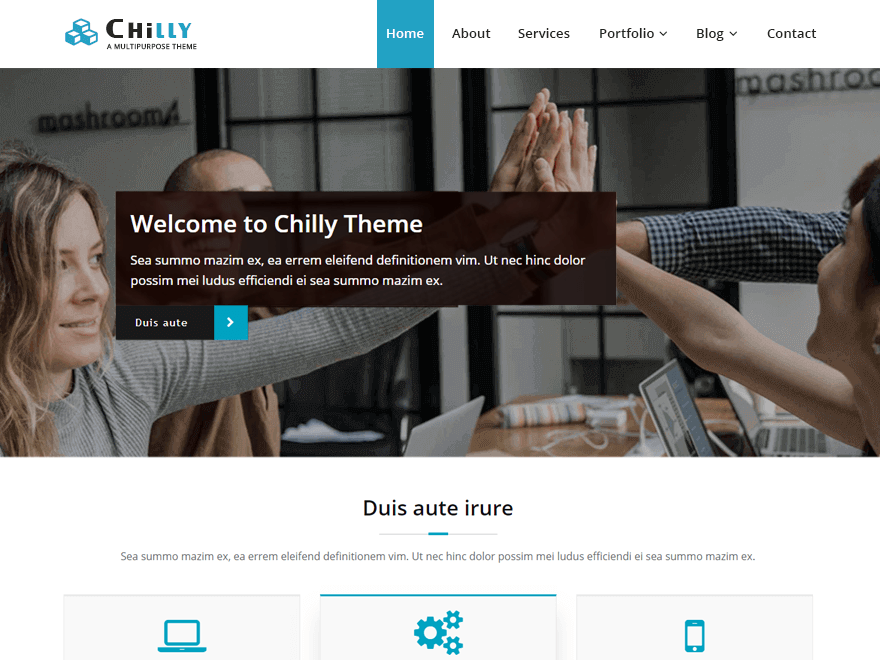 CHiLLY
A MULTIPURPOSE THEME
Home About Services Portfolio Blog Contact
mashroom
mashroom
Welcome to Chilly Theme
Sea summo mazim ex, ea errem eleifend definitionem vim. Ut nec hinc dolor
possim mei ludus efficiendi ei sea summo mazim ex.
Duis aute
Duis aute irure
Sea summo mazim ex, ea errem eleifend definitionem vim. Ut nec hinc dolor possim mei ludus efficiendi ei sea summo mazim ex.